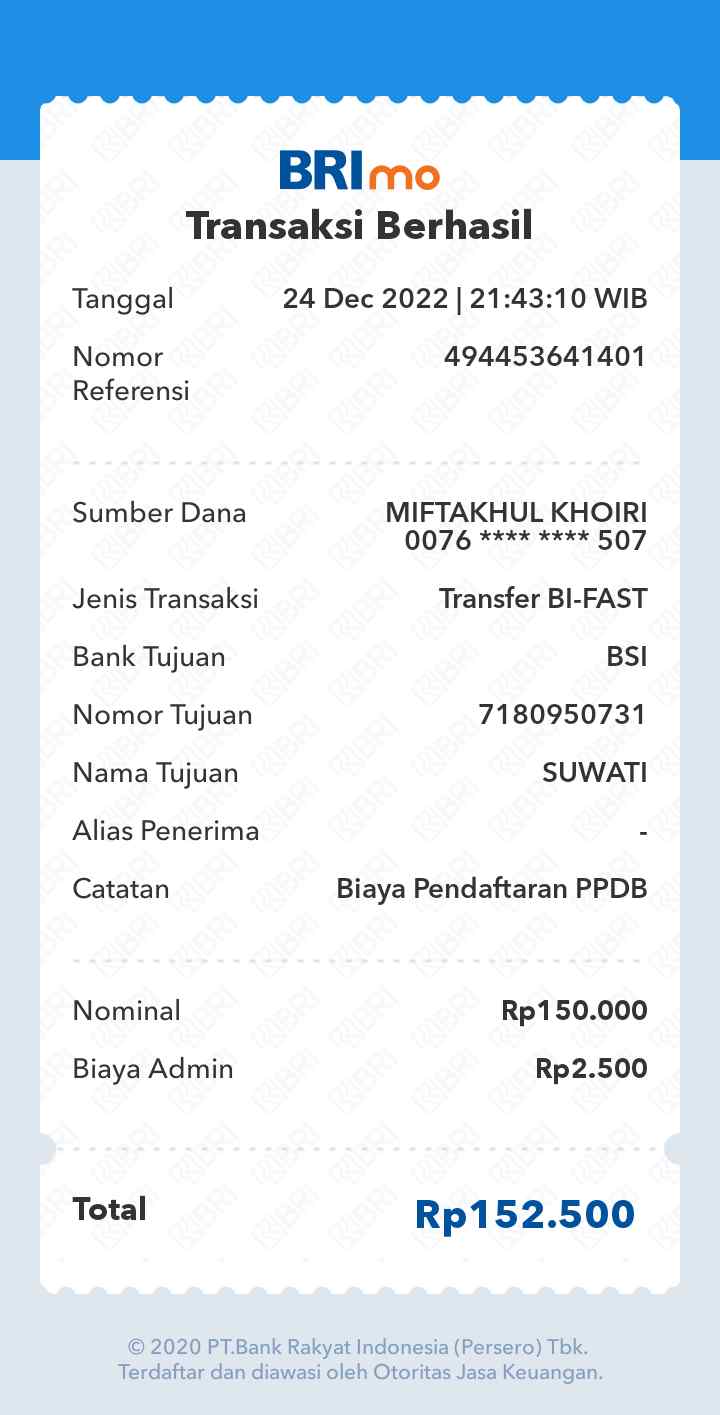 BRImo
Transaksi Berhasil
Tanggal 24 Dec 2022 | 21:43:10 WIB
Nomor 494453641401
Referensi
Sumber Dana MIFTAKHUL KHOIRI
0076 **** **** 507
Jenis Transaksi Transfer BI-FAST
Bank Tujuan BSI
Nomor Tujuan 7180950731
Nama Tujuan SUWATI
Alias Penerima -
Catatan Biaya Pendaftaran PPDB
Nominal Rp150.000
Biaya Admin Rp2.500
Total Rp152.500
© 2020 PT.Bank Rakyat Indonesia (Persero) Tbk.
Terdaftar dan diawasi oleh Otoritas Jasa Keuangan.